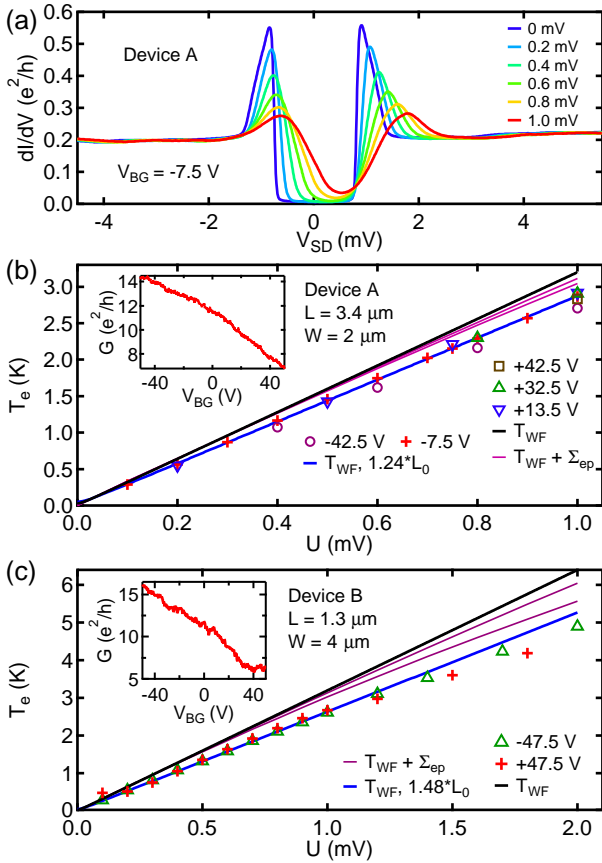 (a)
0.6
0.5
0.4
0.3
0.2
0.1
0.0
dI/dV (e²/h)
Device A
V_BG = -7.5 V
0 mV
0.2 mV
0.4 mV
0.6 mV
0.8 mV
1.0 mV
-4 -2 0 2 4
V_SD (mV)
(b)
3.0
2.5
2.0
1.5
1.0
0.5
0.0
T_e (K)
14
12
10
8
G (e²/h)
-40 0 40
V_BG (V)
Device A
L = 3.4 µm
W = 2 µm
+42.5 V
+32.5 V
+13.5 V
T_WF
T_WF + Σ_ep
-42.5 V -7.5 V
T_WF, 1.24*L_0
0.0 0.2 0.4 0.6 0.8 1.0
U (mV)
(c)
6
5
4
3
2
1
0
T_e (K)
15
10
5
G (e²/h)
-40 0 40
V_BG (V)
Device B
L = 1.3 µm
W = 4 µm
T_WF + Σ_ep
T_WF, 1.48*L_0
-47.5 V
+47.5 V
T_WF
0.0 0.5 1.0 1.5 2.0
U (mV)